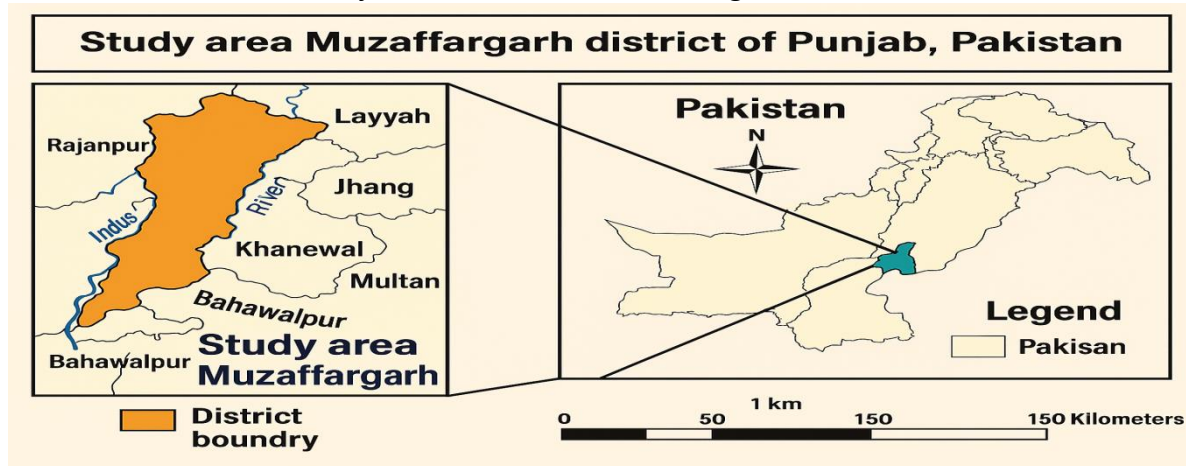 Study area Muzaffargarh district of Punjab, Pakistan
Layyah
Rajanpur
Jhang
Indus
River
Khanewal
Multan
Bahawalpur
Bahawalpur
Study area
Muzaffargarh
District
boundry
Pakistan
N
Legend
Pakisan
1 km
0 50 150 150 Kilometers